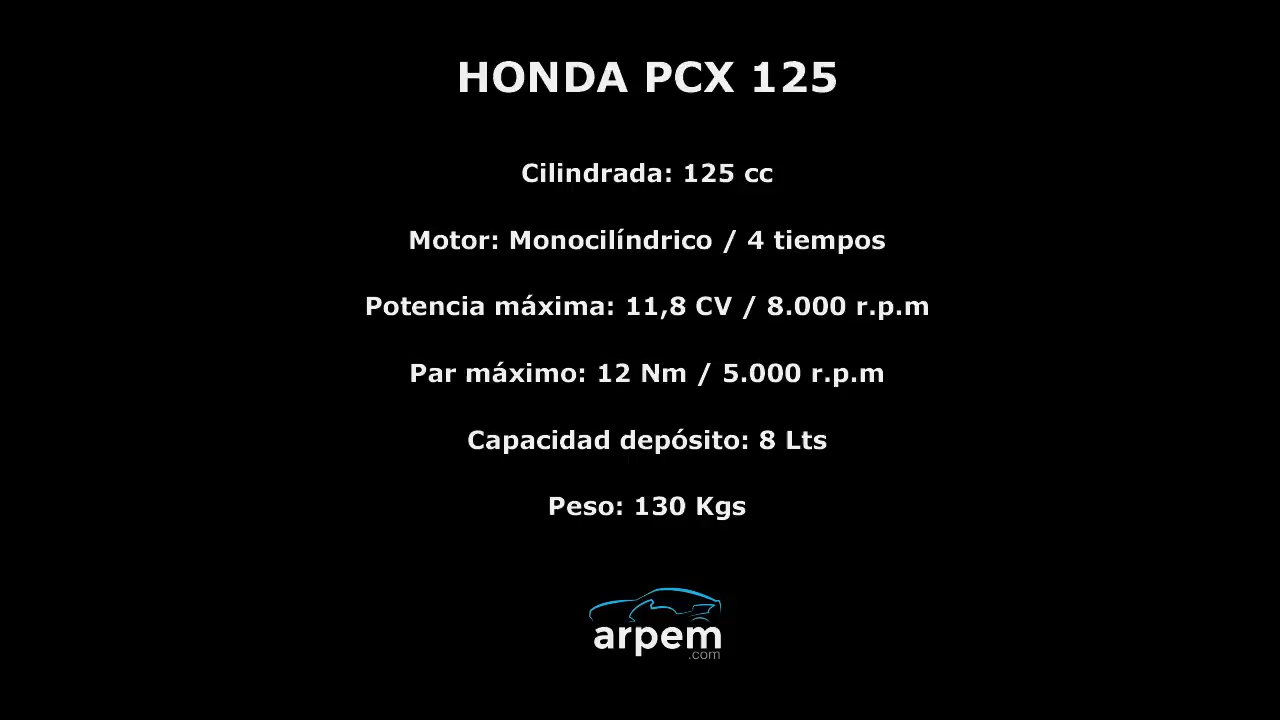 HONDA PCX 125
Cilindrada: 125 cc
Motor: Monocilíndrico / 4 tiempos
Potencia máxima: 11,8 CV / 8.000 r.p.m
Par máximo: 12 Nm / 5.000 r.p.m
Capacidad depósito: 8 Lts
Peso: 130 Kgs
arpem
.com